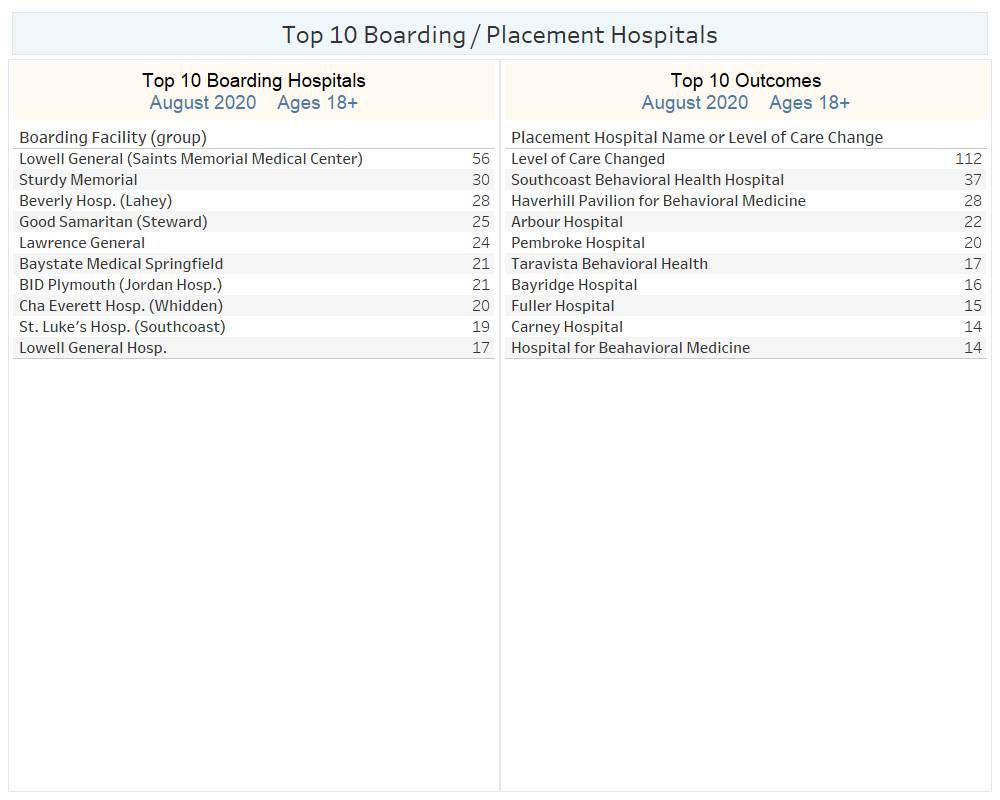 Top 10 Boarding / Placement Hospitals
Top 10 Boarding Hospitals
August 2020 Ages 18+
Boarding Facility (group)
Lowell General (Saints Memorial Medical Center) 56
Sturdy Memorial 30
Beverly Hosp. (Lahey) 28
Good Samaritan (Steward) 25
Lawrence General 24
Baystate Medical Springfield 21
BID Plymouth (Jordan Hosp.) 21
Cha Everett Hosp. (Whidden) 20
St. Luke's Hosp. (Southcoast) 19
Lowell General Hosp. 17
Top 10 Outcomes
August 2020 Ages 18+
Placement Hospital Name or Level of Care Change
Level of Care Changed 112
Southcoast Behavioral Health Hospital 37
Haverhill Pavilion for Behavioral Medicine 28
Arbour Hospital 22
Pembroke Hospital 20
Taravista Behavioral Health 17
Bayridge Hospital 16
Fuller Hospital 15
Carney Hospital 14
Hospital for Beahavioral Medicine 14